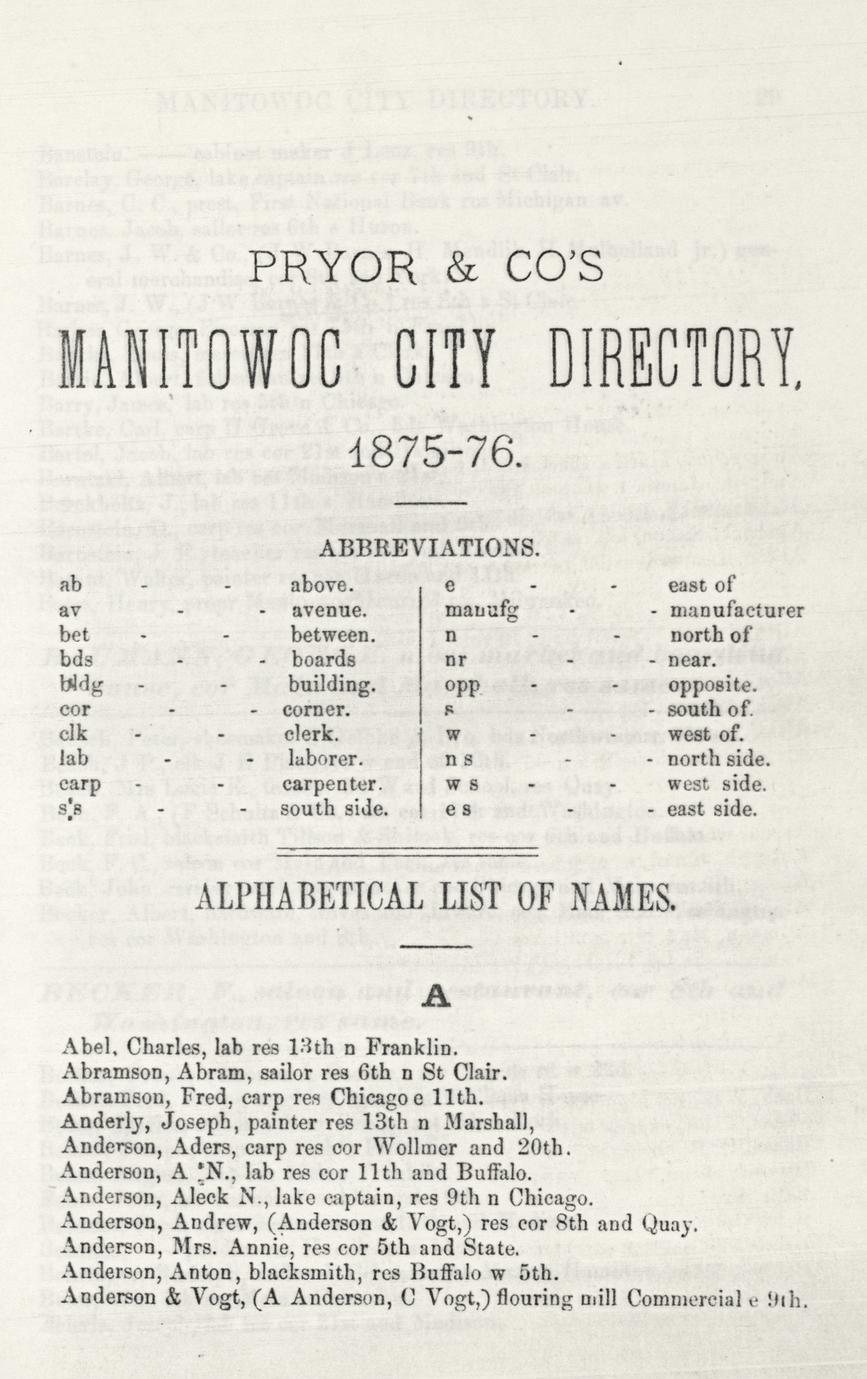 PRYOR & CO'S
MANITOWOC CITY DIRECTORY,
1875-76.
ABBREVIATIONS.
ab - - above.
av - - avenue.
bet - - between.
bds - - boards
bldg - - building.
cor - - corner.
clk - - clerk.
lab - - laborer.
carp - - carpenter.
s's - - south side.
e - - east of
manufg - - manufacturer
n - - north of
nr - - near.
opp - - opposite.
s - - south of.
w - - west of.
n s - - north side.
w s - - west side.
e s - - east side.
ALPHABETICAL LIST OF NAMES.
A
Abel, Charles, lab res 13th n Franklin.
Abramson, Abram, sailor res 6th n St Clair.
Abramson, Fred, carp res Chicago e 11th.
Anderly, Joseph, painter res 13th n Marshall,
Anderson, Aders, carp res cor Wollmer and 20th.
Anderson, A N., lab res cor 11th and Buffalo.
Anderson, Aleck N., lake captain, res 9th n Chicago.
Anderson, Andrew, (Anderson & Vogt,) res cor 8th and Quay.
Anderson, Mrs. Annie, res cor 5th and State.
Anderson, Anton, blacksmith, res Buffalo w 5th.
Anderson & Vogt, (A Anderson, C Vogt,) flouring mill Commercial e 9th.